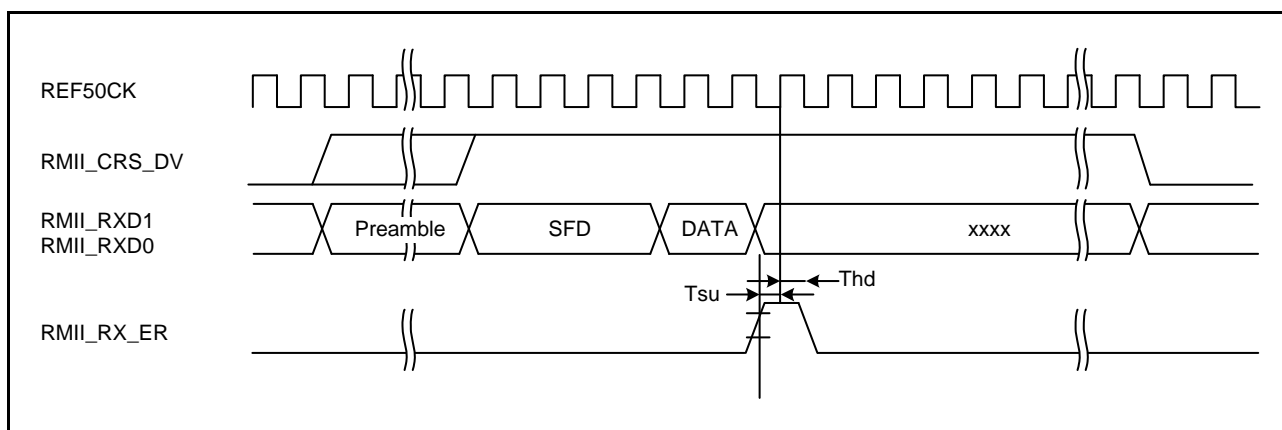 REF50CK
RMII_CRS_DV
RMII_RXD1
RMII_RXD0
Preamble
SFD
DATA
xxxx
Thd
Tsu
RMII_RX_ER